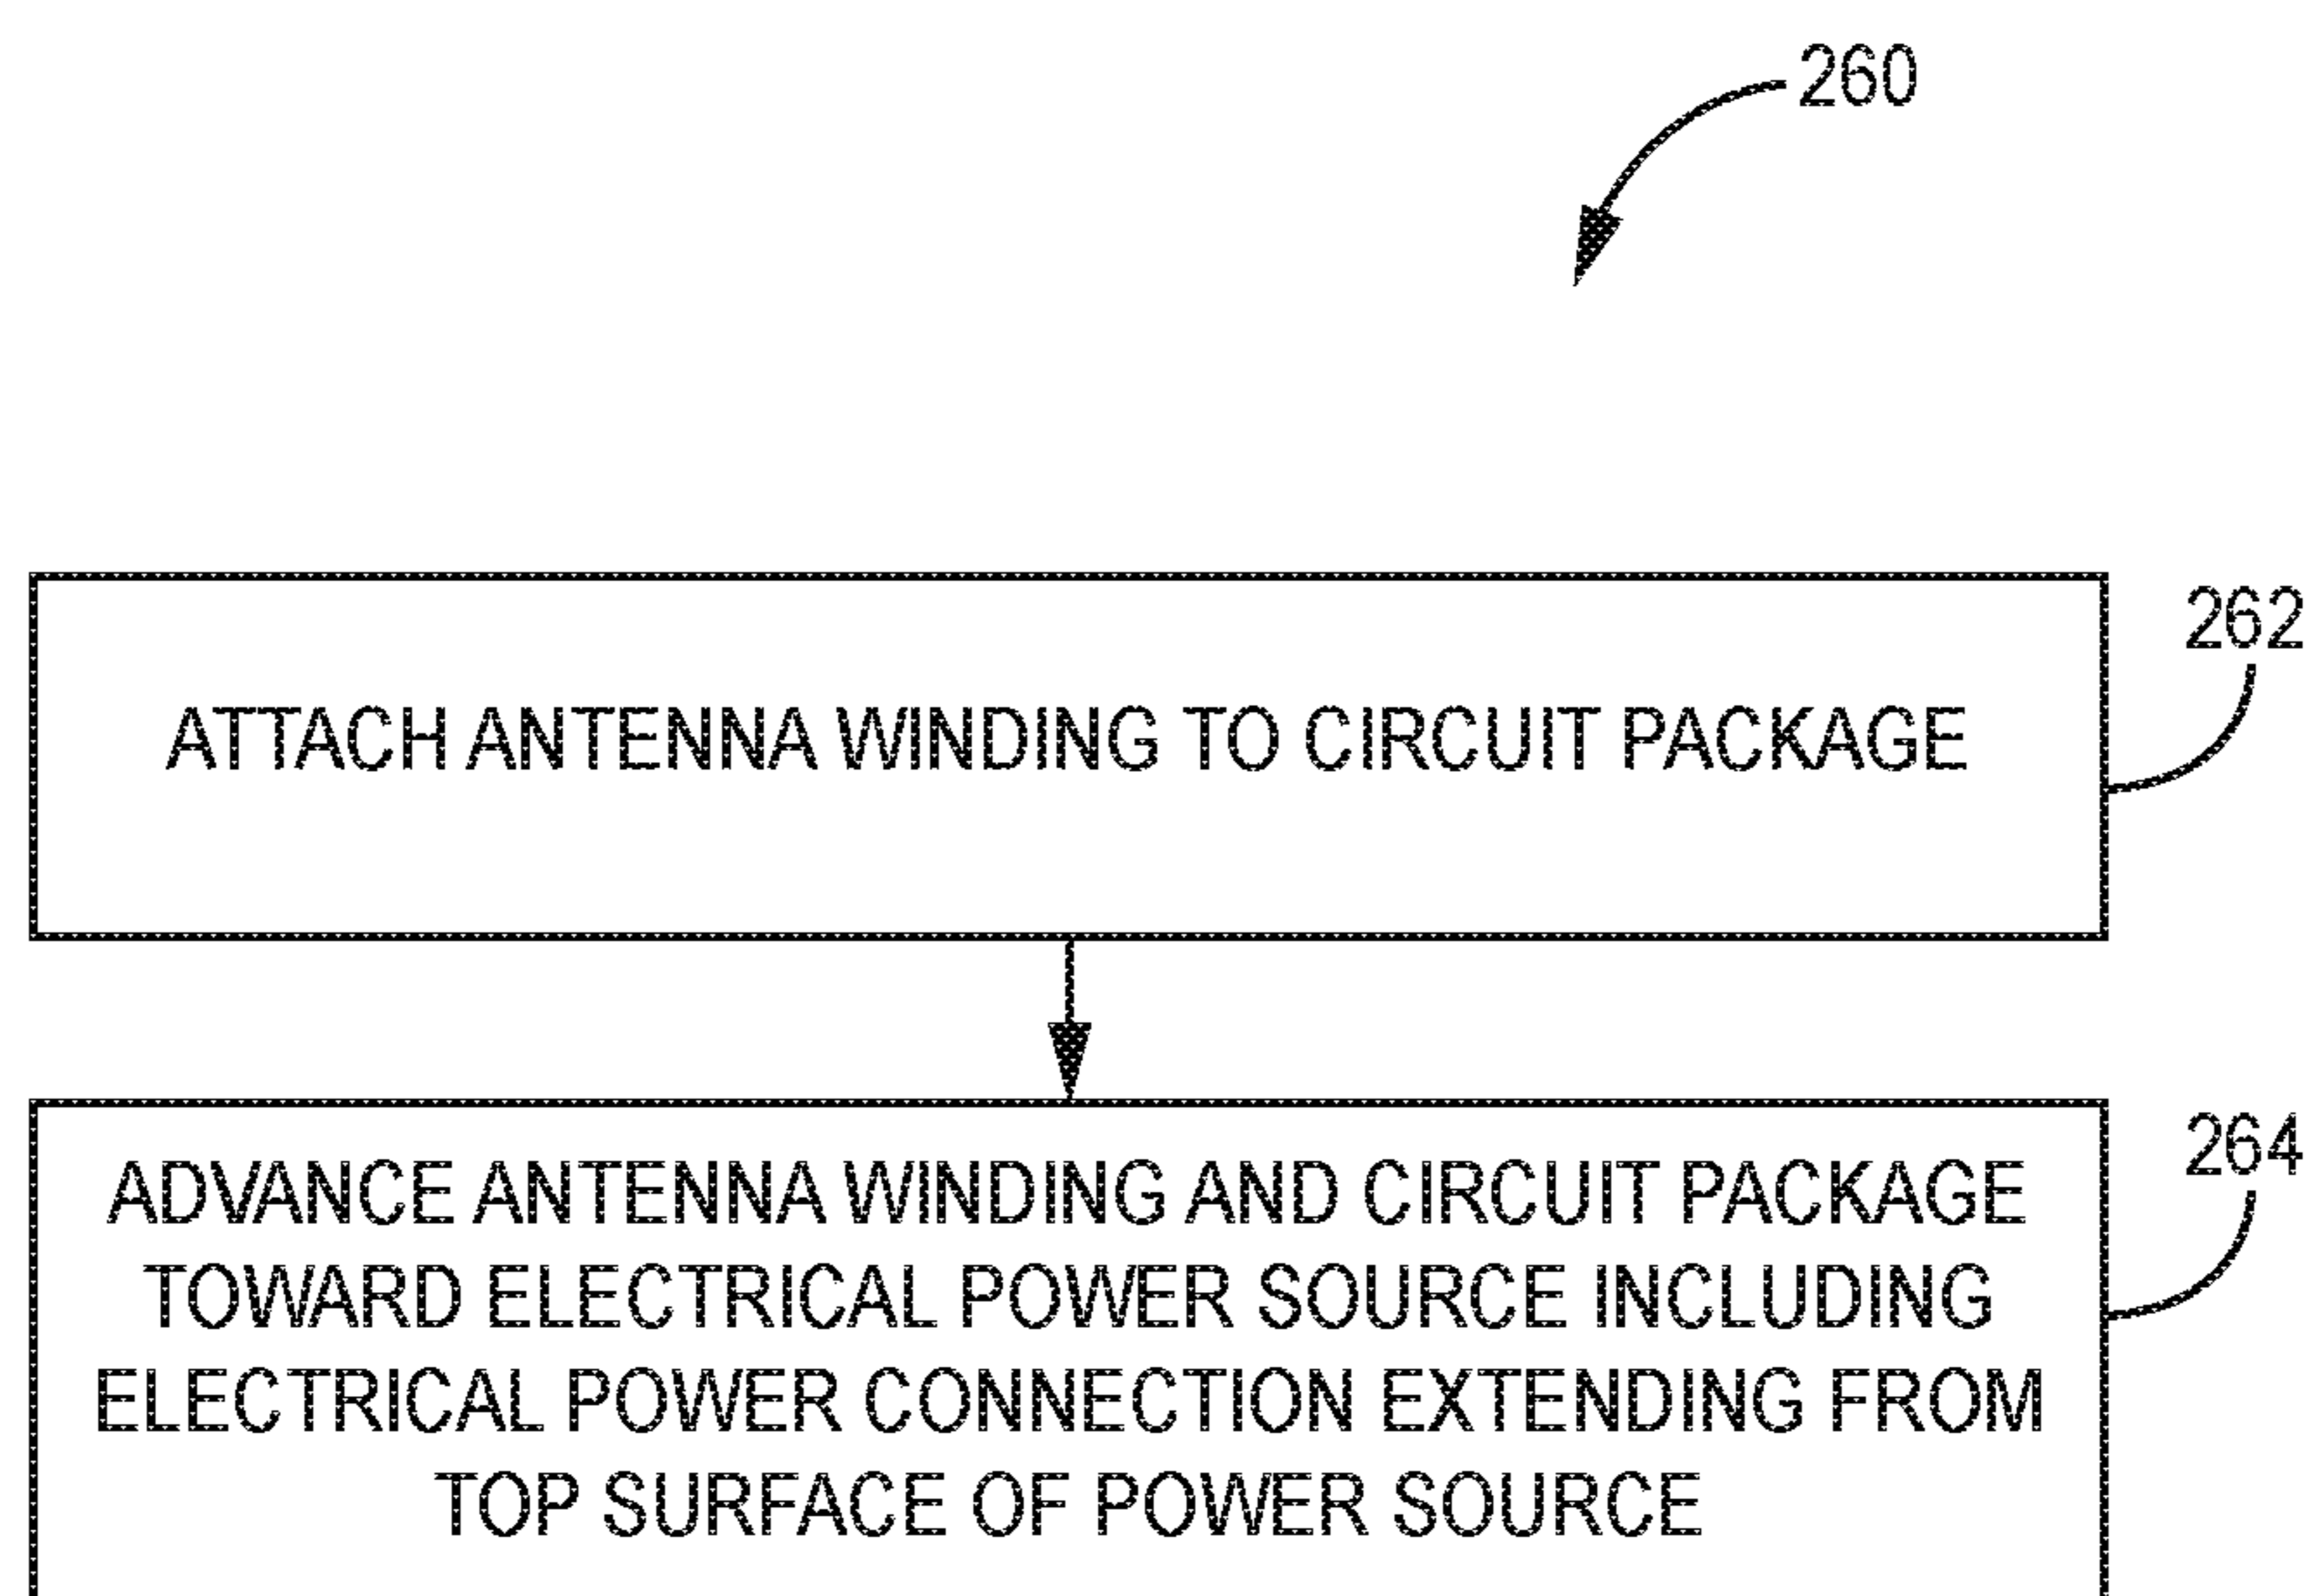 260
262
ATTACH ANTENNA WINDING TO CIRCUIT PACKAGE
264
ADVANCE ANTENNA WINDING AND CIRCUIT PACKAGE
TOWARD ELECTRICAL POWER SOURCE INCLUDING
ELECTRICAL POWER CONNECTION EXTENDING FROM
TOP SURFACE OF POWER SOURCE